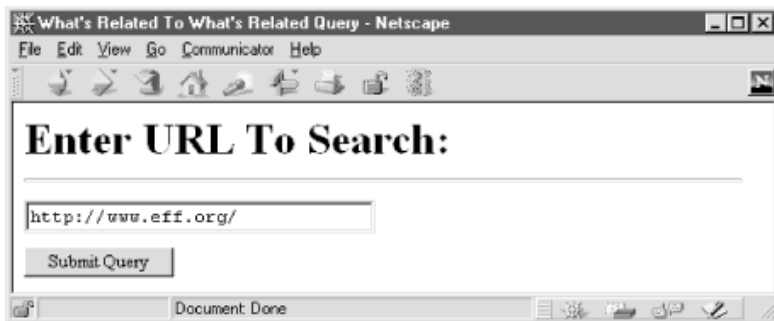 What's Related To What's Related Query - Netscape
File Edit View Go Communicator Help
N
Enter URL To Search:
http://www.eff.org/
Submit Query
Document: Done